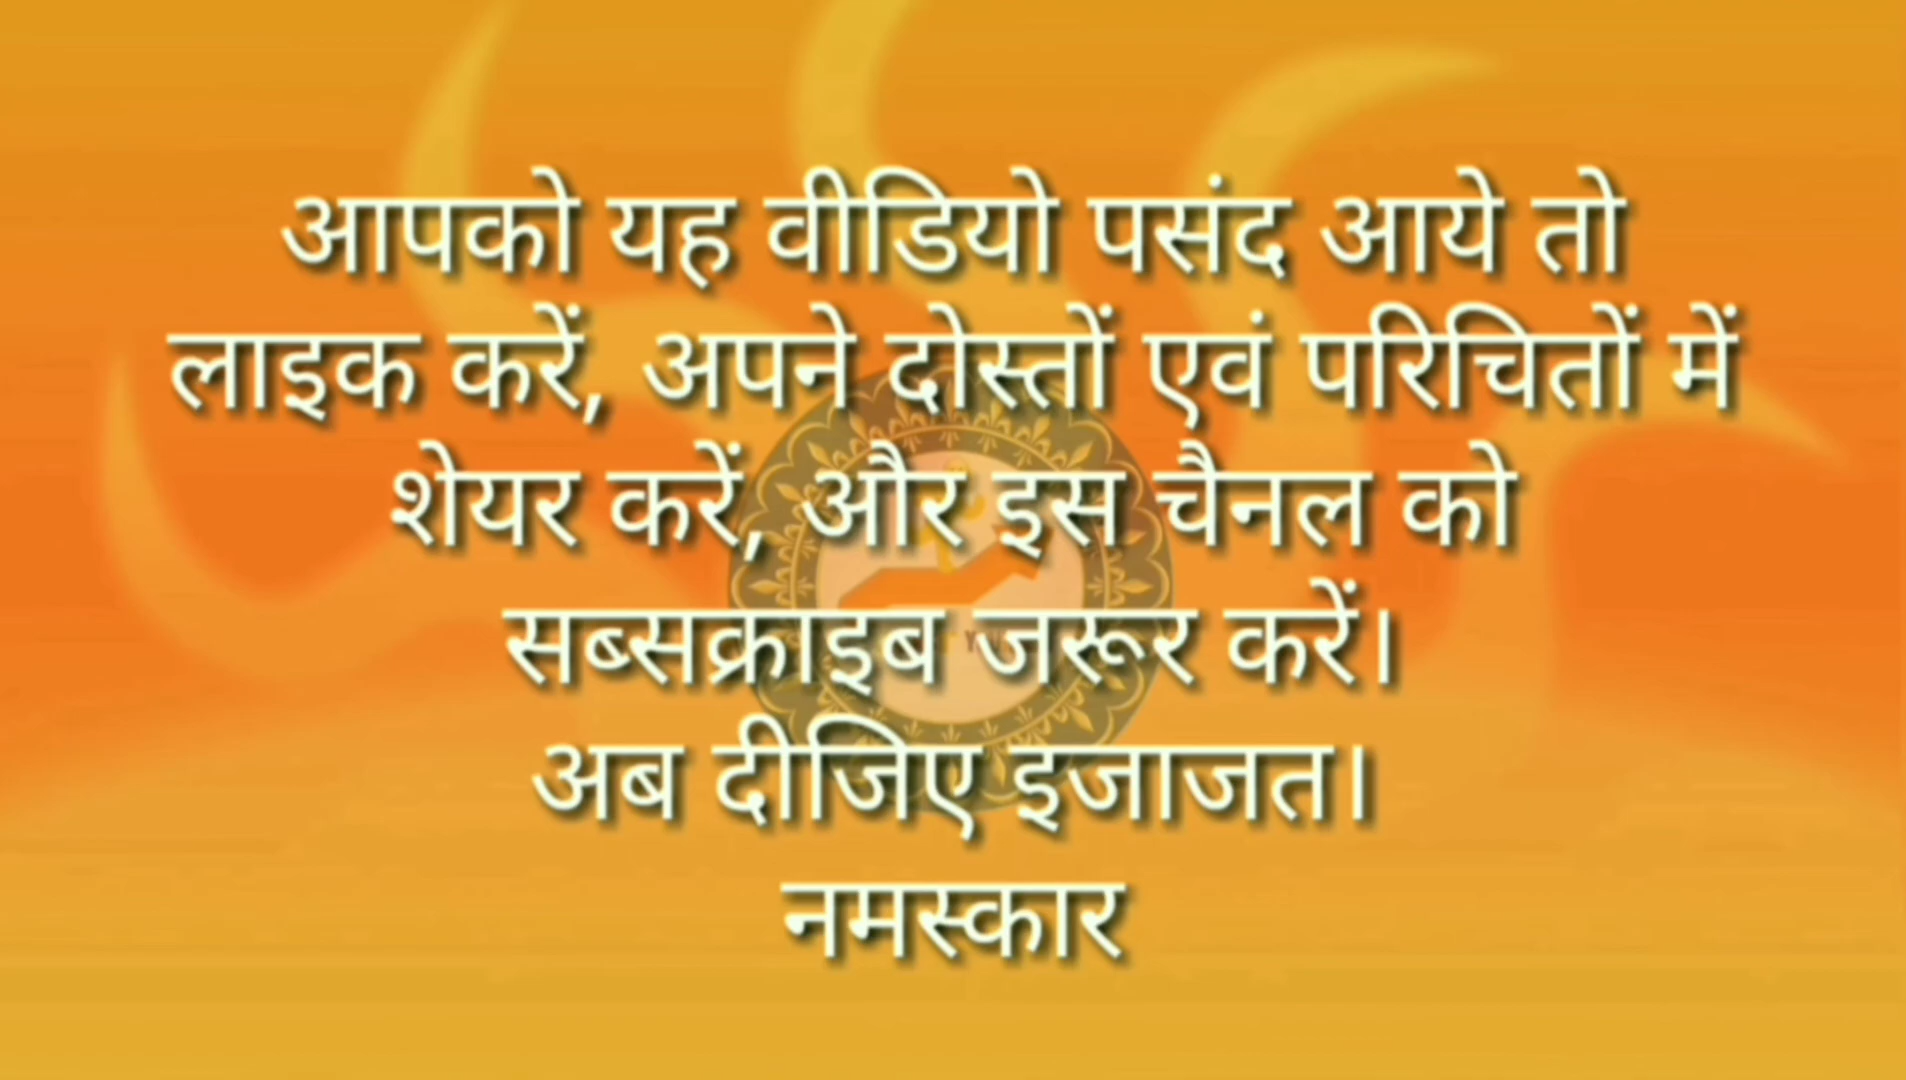 आपको यह वीडियो पसंद आये तो
लाइक करें, अपने दोस्तों एवं परिचितों में
शेयर करें, और इस चैनल को
सब्सक्राइब जरूर करें।
अब दीजिए इजाजत।
नमस्कार